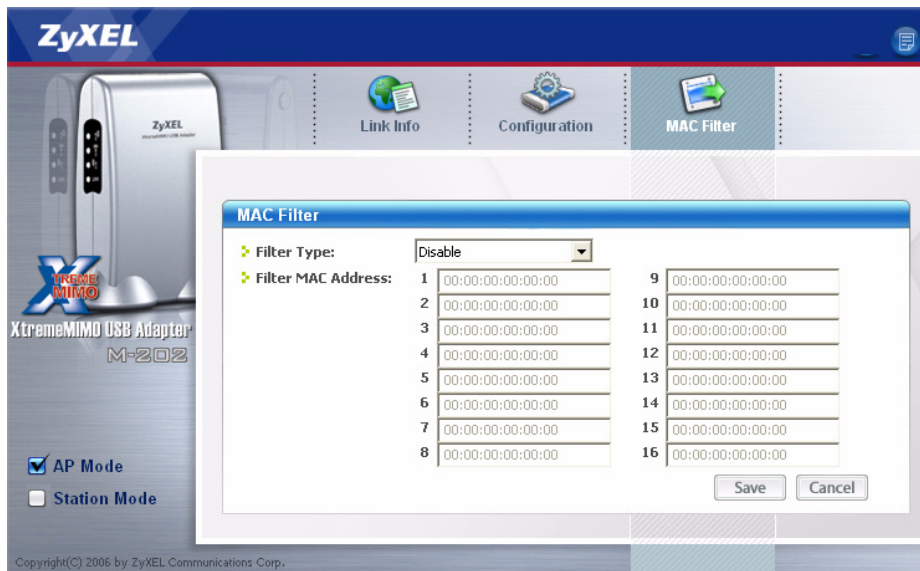 ZyXEL
Link Info
Configuration
MAC Filter
ZyXEL
XTREME
MIMO
XtremeMIMO USB Adapter
M-202
AP Mode
Station Mode
MAC Filter
Filter Type: Disable
Filter MAC Address:
1 00:00:00:00:00:00 9 00:00:00:00:00:00
2 00:00:00:00:00:00 10 00:00:00:00:00:00
3 00:00:00:00:00:00 11 00:00:00:00:00:00
4 00:00:00:00:00:00 12 00:00:00:00:00:00
5 00:00:00:00:00:00 13 00:00:00:00:00:00
6 00:00:00:00:00:00 14 00:00:00:00:00:00
7 00:00:00:00:00:00 15 00:00:00:00:00:00
8 00:00:00:00:00:00 16 00:00:00:00:00:00
Save Cancel
Copyright(C) 2006 by ZyXEL Communications Corp.